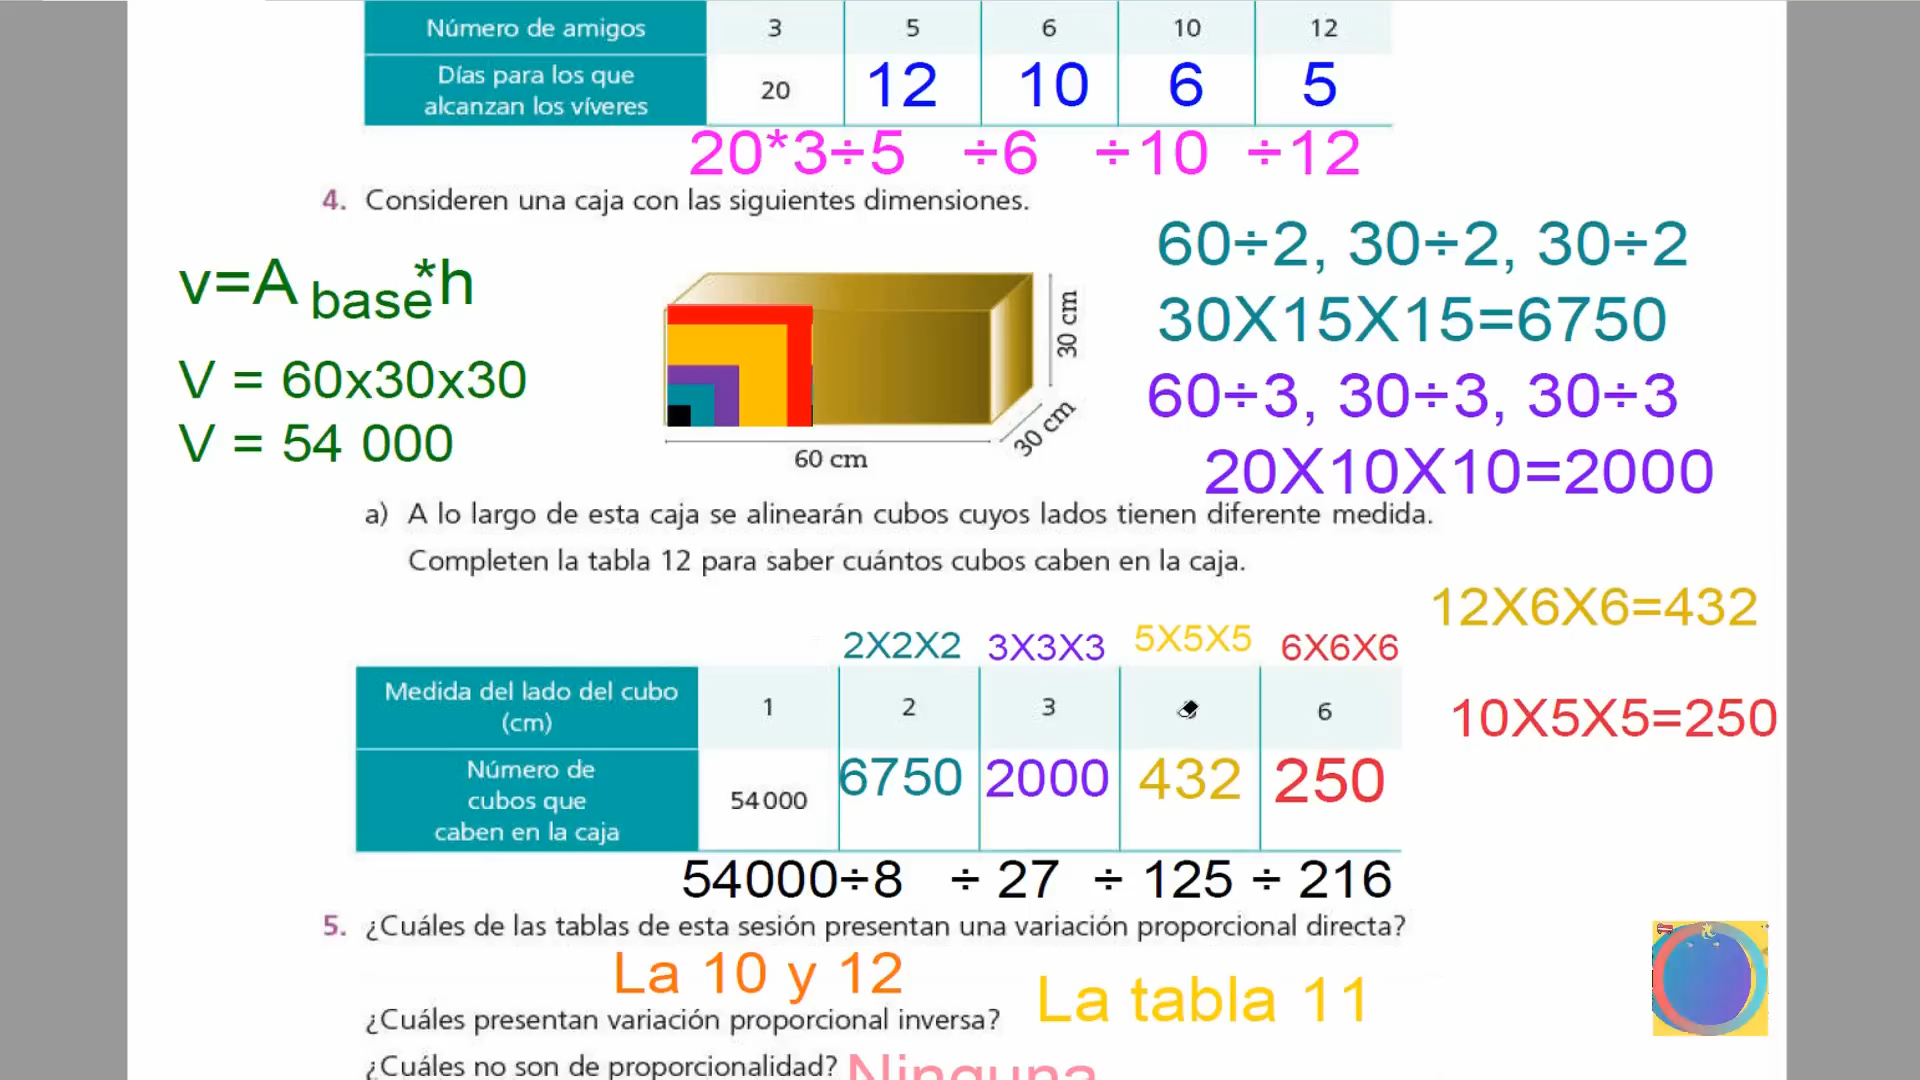 Número de amigos 3 5 6 10 12
Días para los que alcanzan los víveres 20 12 10 6 5
20*3÷5 ÷6 ÷10 ÷12
4. Consideren una caja con las siguientes dimensiones.
v=A base*h
V = 60x30x30
V = 54 000
30 cm
30 cm
60 cm
60÷2, 30÷2, 30÷2
30X15X15=6750
60÷3, 30÷3, 30÷3
20X10X10=2000
a) A lo largo de esta caja se alinearán cubos cuyos lados tienen diferente medida.
Completen la tabla 12 para saber cuántos cubos caben en la caja.
12X6X6=432
2X2X2 3X3X3 5X5X5 6X6X6
Medida del lado del cubo (cm) 1 2 3 6
10X5X5=250
Número de cubos que caben en la caja 54 000 6750 2000 432 250
54000÷8 ÷ 27 ÷ 125 ÷ 216
5. ¿Cuáles de las tablas de esta sesión presentan una variación proporcional directa?
La 10 y 12
¿Cuáles presentan variación proporcional inversa? La tabla 11
¿Cuáles no son de proporcionalidad? Ninguna